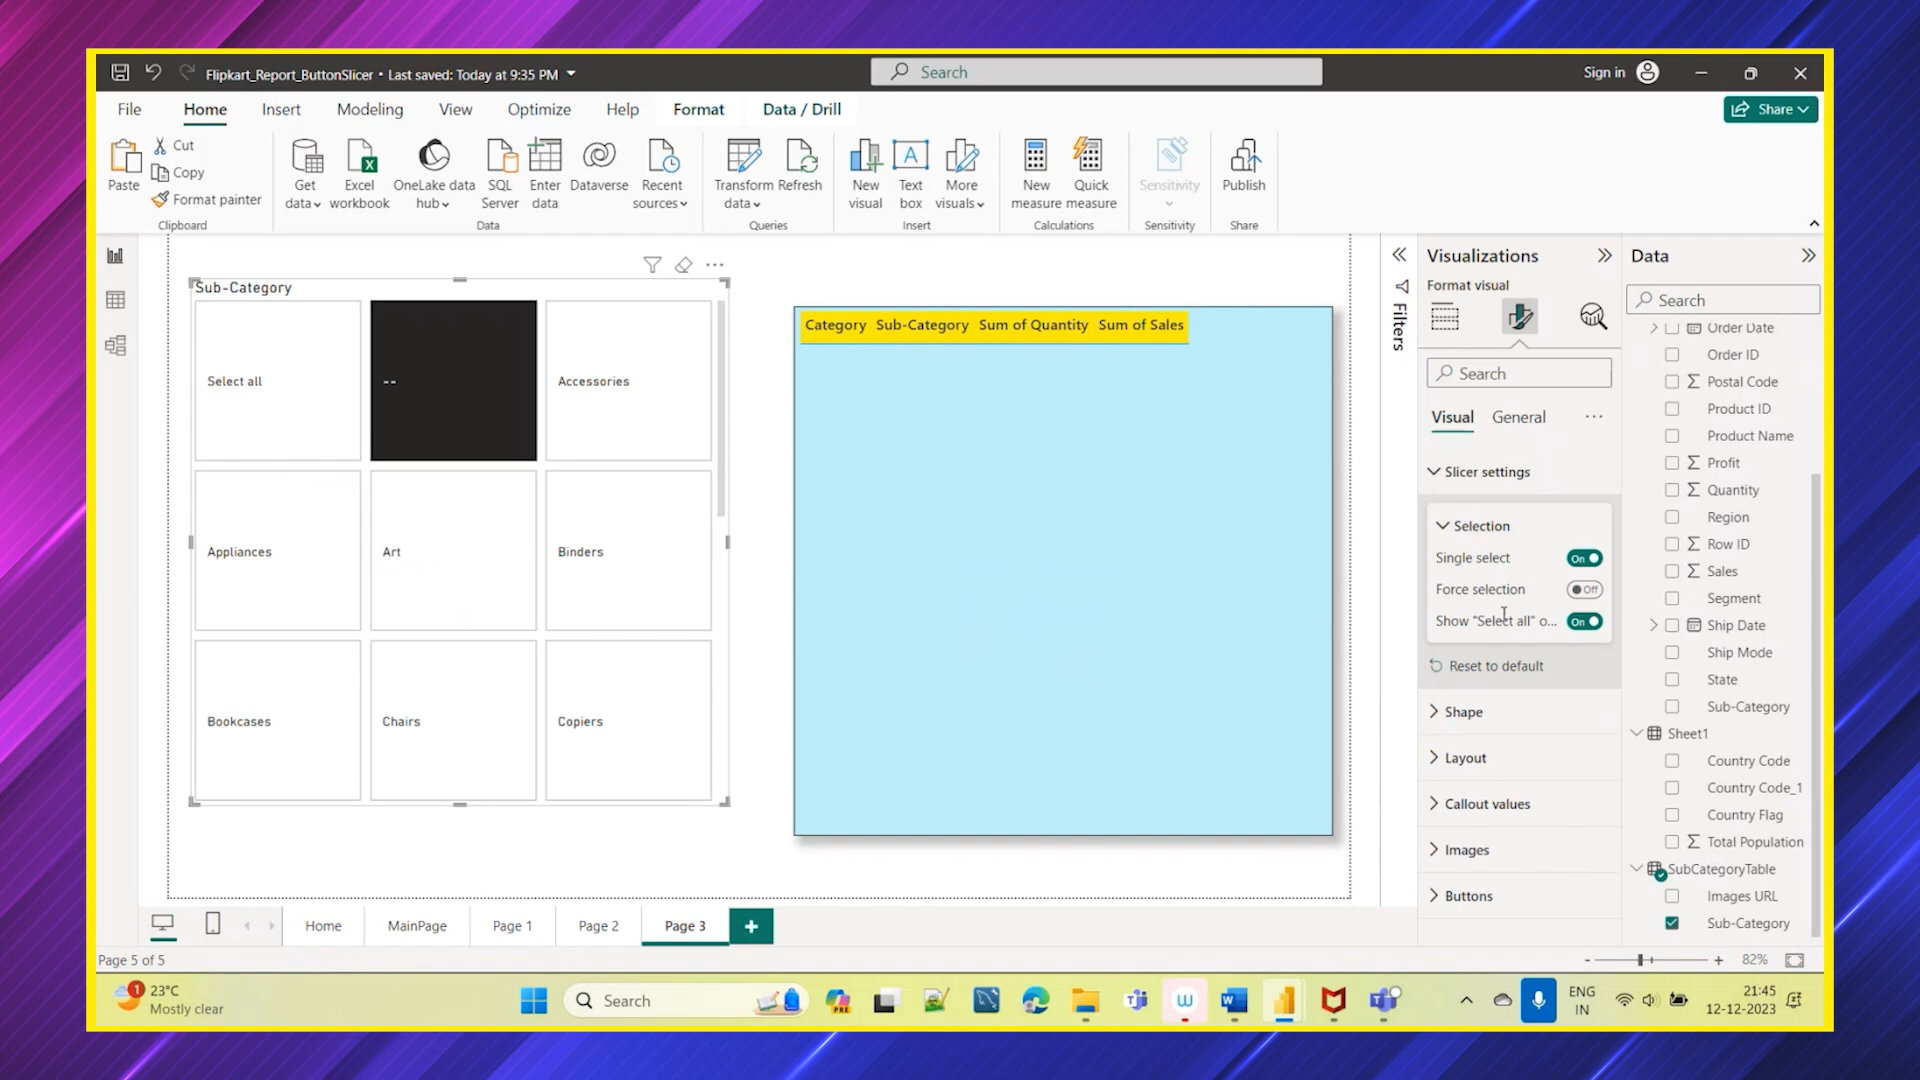 Flipkart_Report_ButtonSlicer • Last saved: Today at 9:35 PM
Search
Sign in
File
Home
Insert
Modeling
View
Optimize
Help
Format
Data / Drill
Share
Paste
Cut
Copy
Format painter
Clipboard
Get data
Excel workbook
OneLake data hub
SQL Server
Enter data
Dataverse
Recent sources
Data
Transform data
Refresh
Queries
New visual
Text box
More visuals
Insert
New measure
Quick measure
Calculations
Sensitivity
Sensitivity
Publish
Share
Sub-Category
Select all
--
Accessories
Appliances
Art
Binders
Bookcases
Chairs
Copiers
Category Sub-Category Sum of Quantity Sum of Sales
Filters
Visualizations
Format visual
Search
Visual
General
Slicer settings
Selection
Single select
On
Force selection
Off
Show "Select all" o...
On
Reset to default
Shape
Layout
Callout values
Images
Buttons
Data
Search
Order Date
Order ID
Postal Code
Product ID
Product Name
Profit
Quantity
Region
Row ID
Sales
Segment
Ship Date
Ship Mode
State
Sub-Category
Sheet1
Country Code
Country Code_1
Country Flag
Total Population
SubCategoryTable
Images URL
Sub-Category
Home
MainPage
Page 1
Page 2
Page 3
Page 5 of 5
82%
1
23°C
Mostly clear
Search
PRE
ENG
IN
21:45
12-12-2023